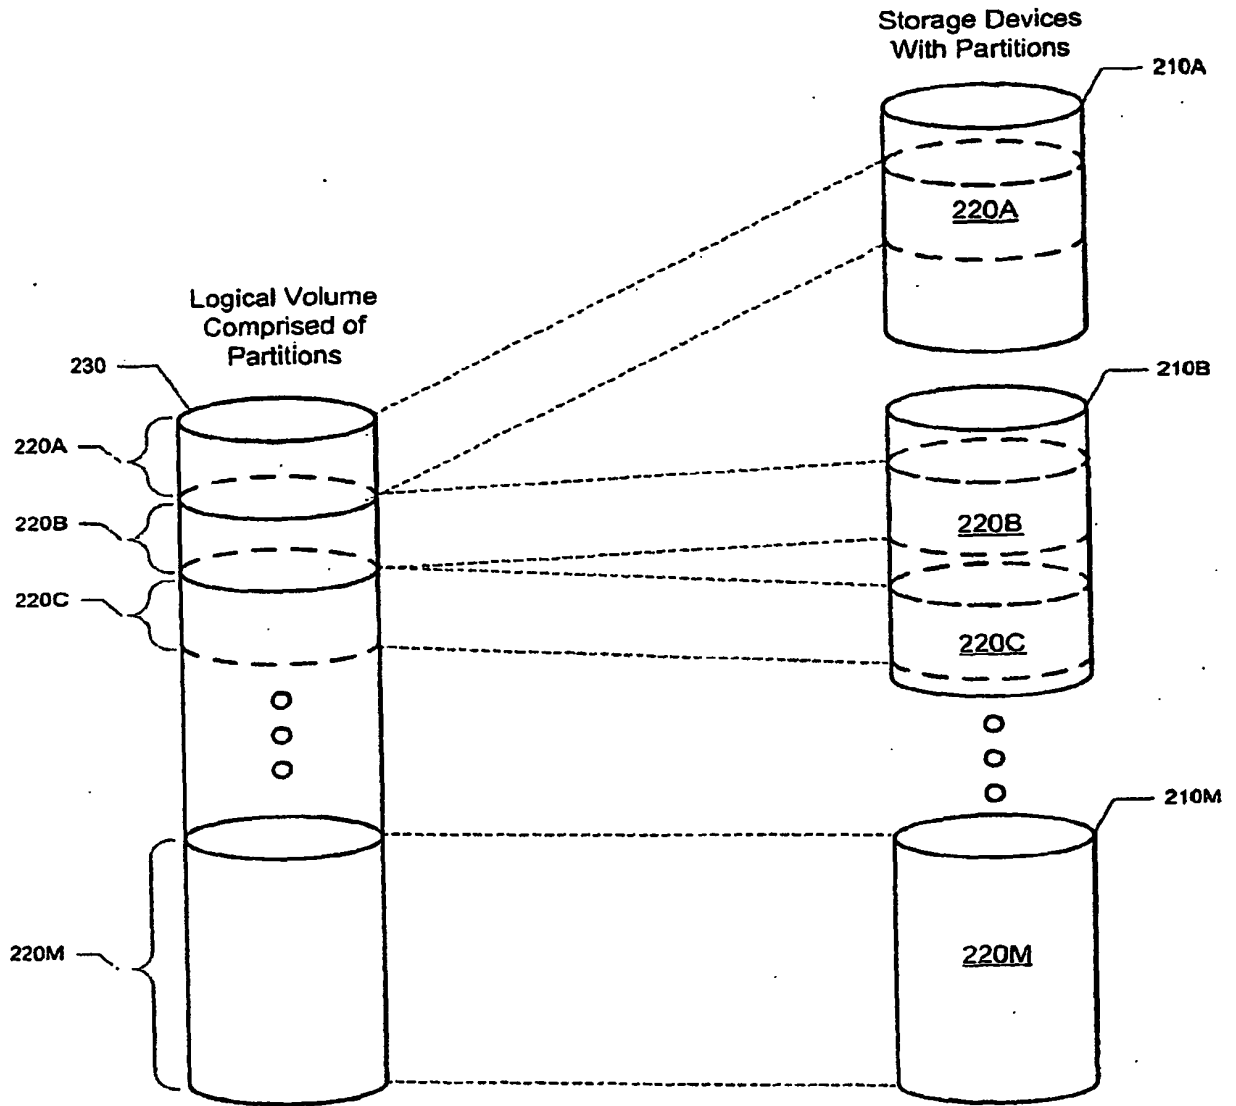 Storage Devices
With Partitions
210A
220A
Logical Volume
Comprised of
Partitions
230
210B
220A
220B
220B
220C
220C
210M
220M
220M